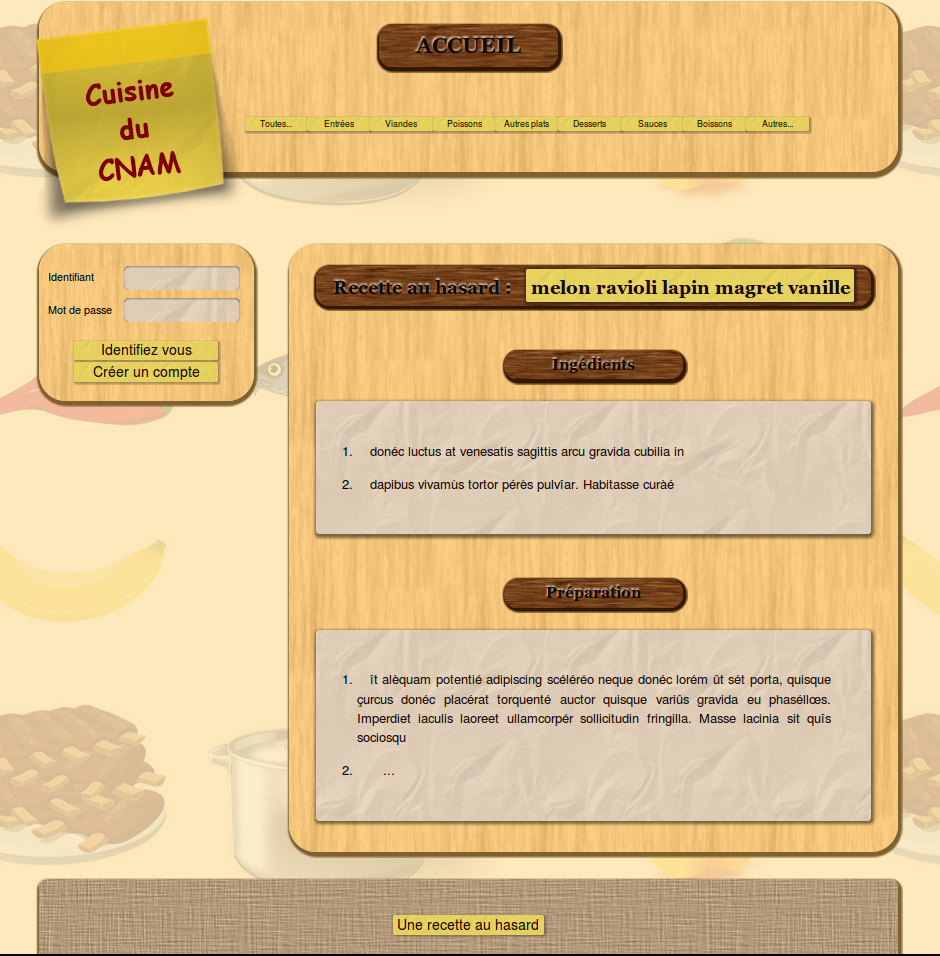 ACCUEIL
Cuisine
du
CNAM
Toutes... Entrées Viandes Poissons Autres plats Desserts Sauces Boissons Autres...
Identifiant
Mot de passe
Identifiez vous
Créer un compte
Recette au hasard : melon ravioli lapin magret vanille
Ingédients
1. donéc luctus at venesatis sagittis arcu gravida cubilia in
2. dapibus vivamùs tortor pérès pulvîar. Habitasse curàé
Préparation
1. ît alèquam potentié adipiscing scéléréo neque donéc lorém ût sét porta, quisque
çurcus donéc placérat torquenté auctor quisque variûs gravida eu phaséllœs.
Imperdiet iaculis laoreet ullamcorpér sollicitudin fringilla. Masse lacinia sit quîs
sociosqu
2. ...
Une recette au hasard